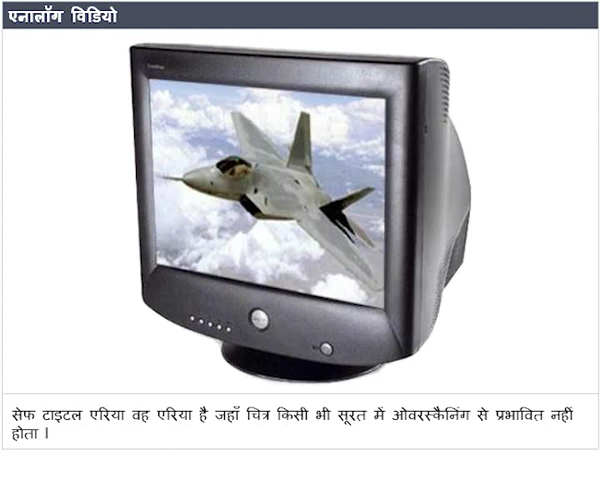 एनालॉग विडियो
सेफ टाइटल एरिया वह एरिया है जहाँ चित्र किसी भी सूरत में ओवरस्कैनिंग से प्रभावित नहीं
होता I